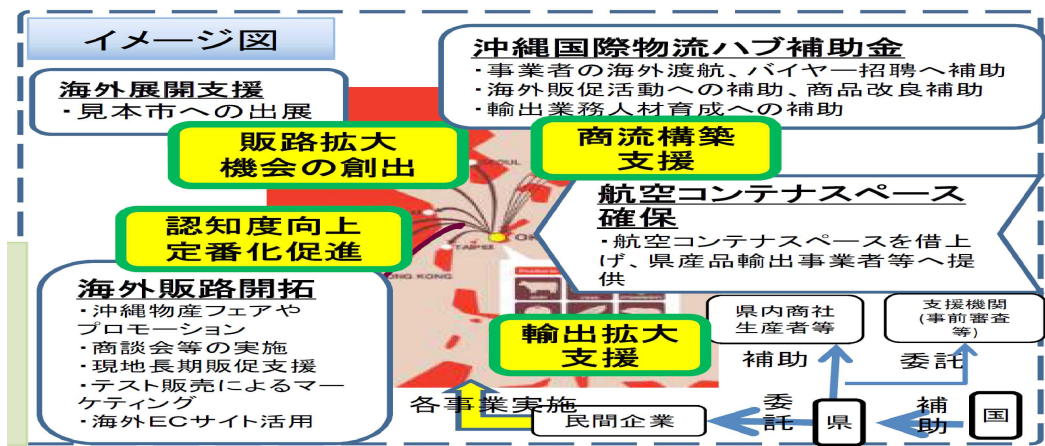 イメージ図
海外展開支援
・見本市への出展
沖縄国際物流ハブ補助金
・事業者の海外渡航、バイヤー招聘へ補助
・海外販促活動への補助、商品改良補助
・輸出業務人材育成への補助
販路拡大
機会の創出
商流構築
支援
SEOUL
航空コンテナスペース
確保
・航空コンテナスペースを借上
げ、県産品輸出事業者等へ提
供
認知度向上
定番化促進
TAIPEI
HONG KONG
海外販路開拓
・沖縄物産フェアや
プロモーション
・商談会等の実施
・現地長期販促支援
・テスト販売によるマー
ケティング
・海外ECサイト活用
輸出拡大
支援
県内商社
生産者等
支援機関
(事前審査
等)
補助
委託
各事業実施
民間企業
委託
県
補助
国